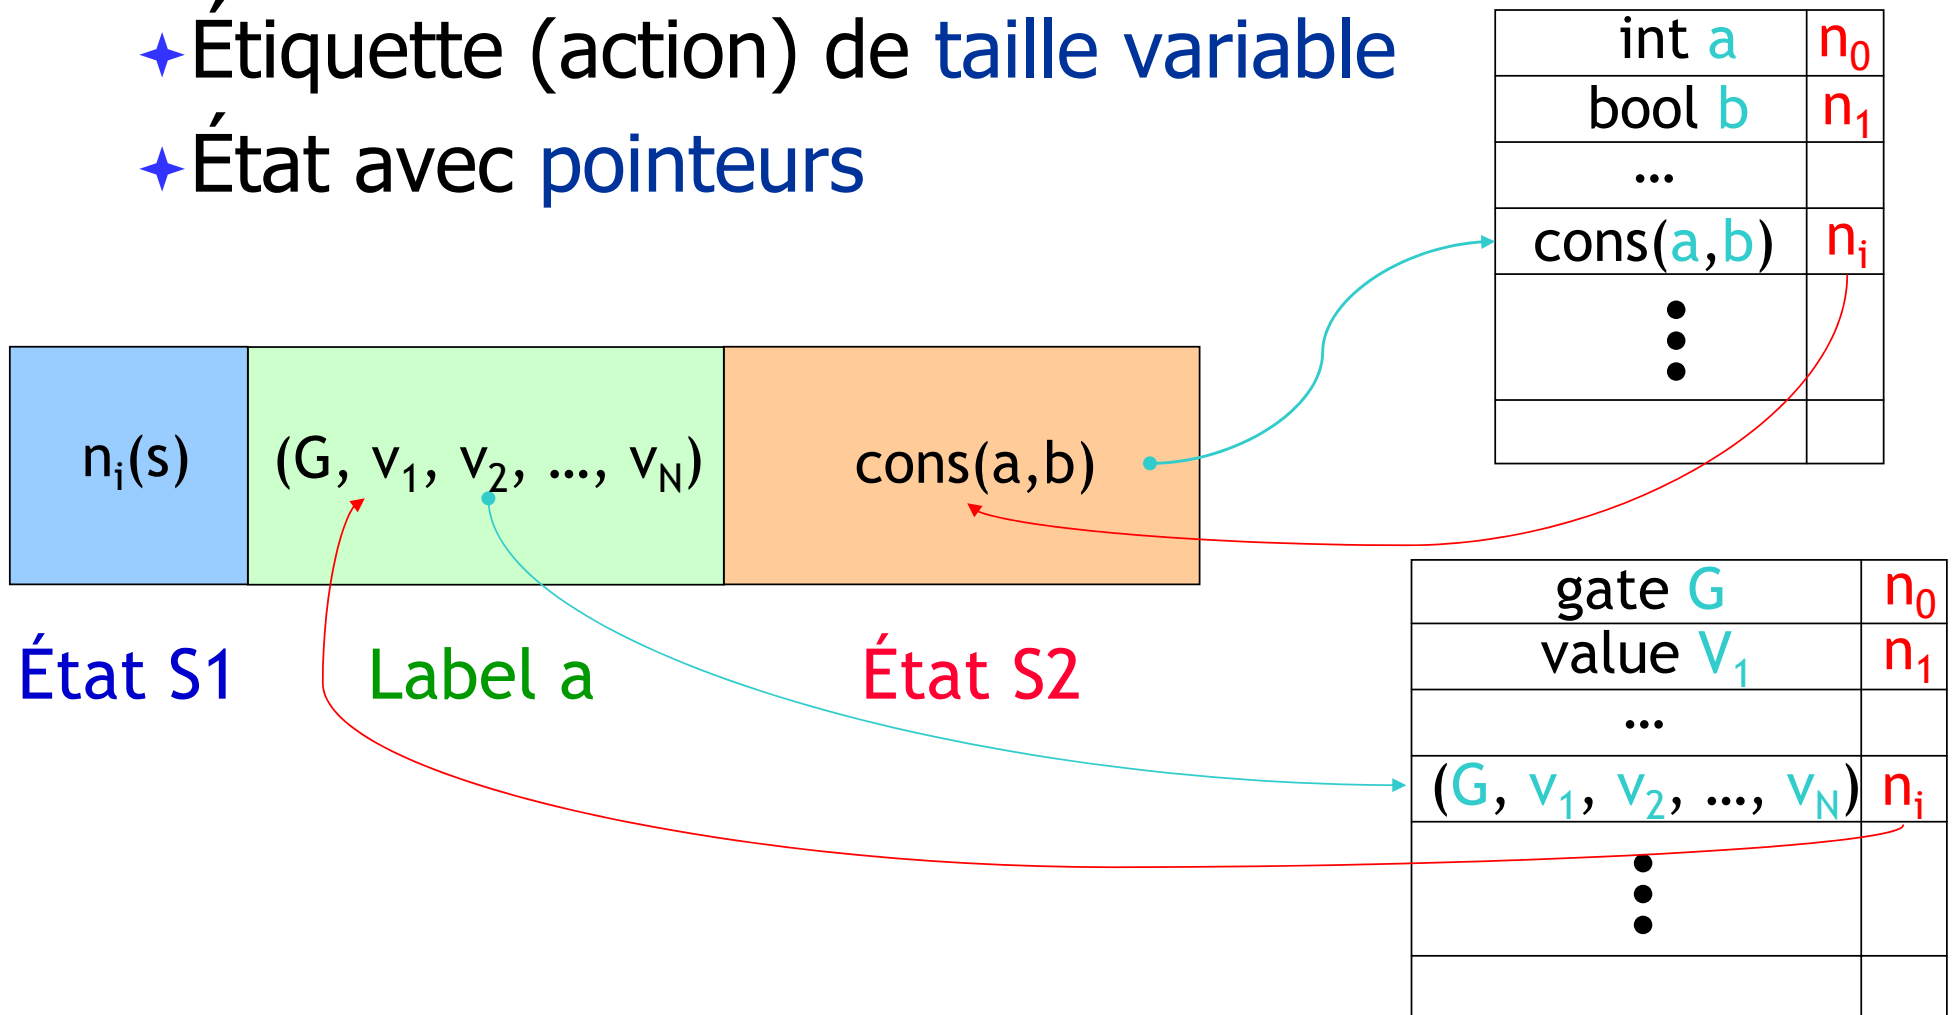 Étiquette (action) de taille variable
État avec pointeurs
int a n0
bool b n1
...
cons(a,b) ni
ni(s) (G, v1, v2, ..., vN) cons(a,b)
État S1 Label a État S2
gate G n0
value V1 n1
...
(G, v1, v2, ..., vN) ni